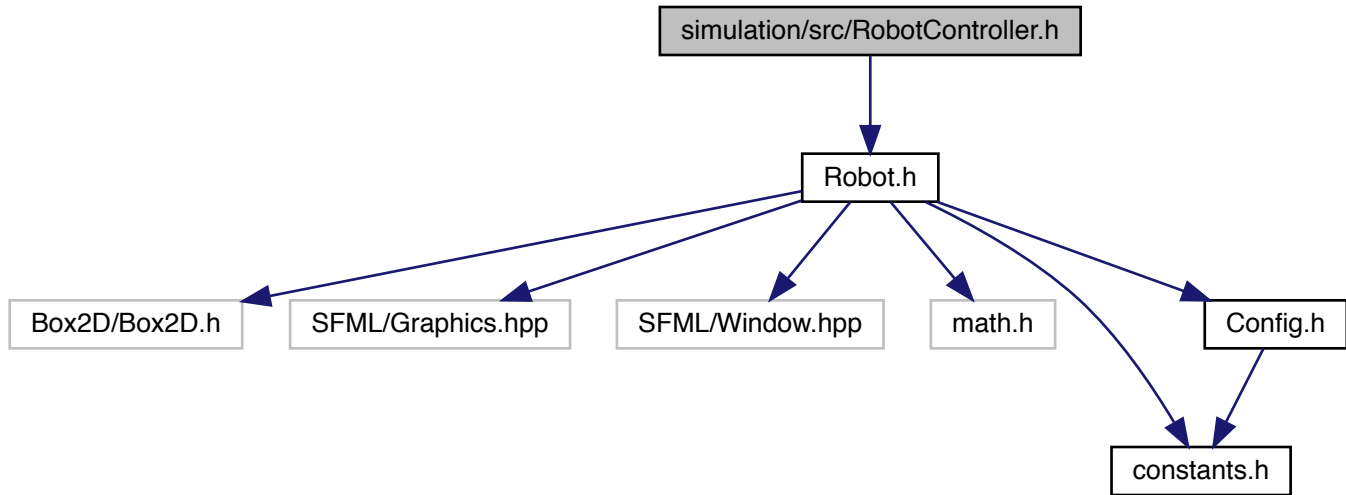 simulation/src/RobotController.h
Robot.h
Box2D/Box2D.h
SFML/Graphics.hpp
SFML/Window.hpp
math.h
Config.h
constants.h